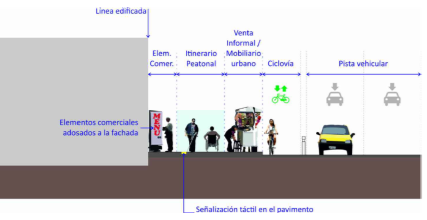 Línea edificada
Venta
Informal /
Mobiliario
urbano
Elem.
Comer.
Itinerario
Peatonal
Ciclovía
Pista vehicular
Elementos comerciales
adosados a la fachada
Señalización táctil en el pavimento